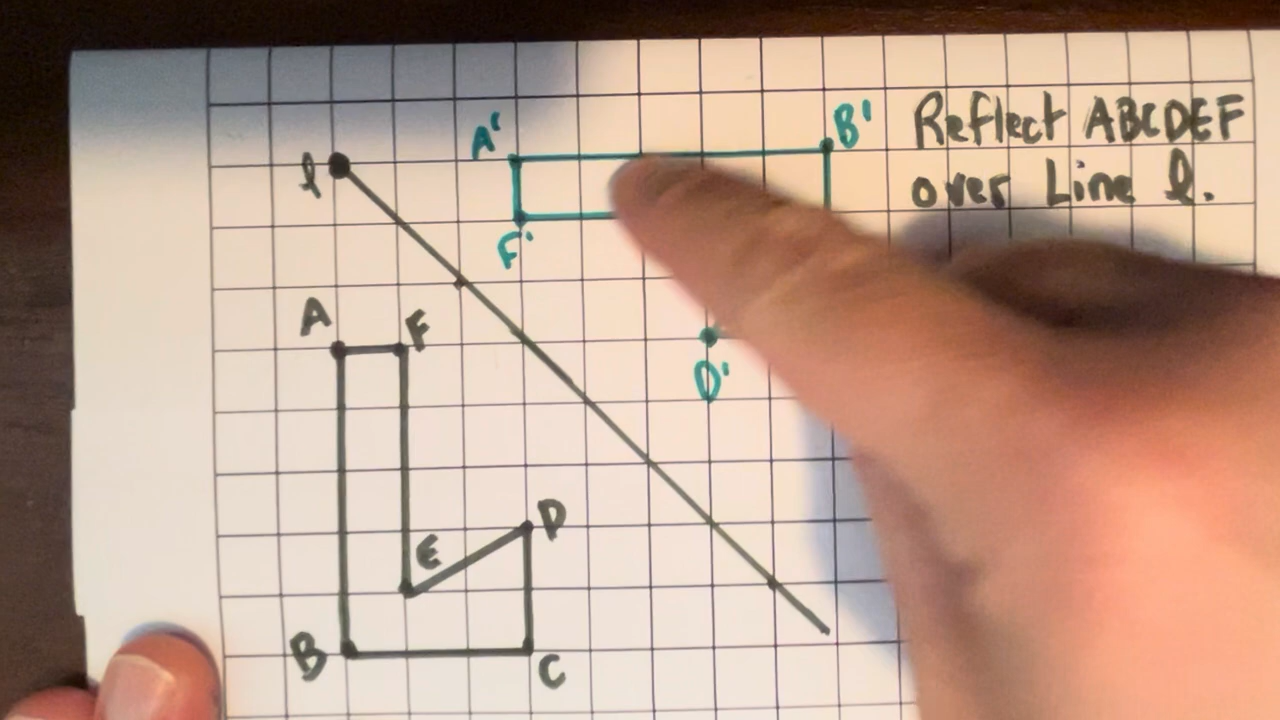 Reflect ABCDEF
over Line l.
A'
B'
l
F'
A
F
D'
E
D
B
C